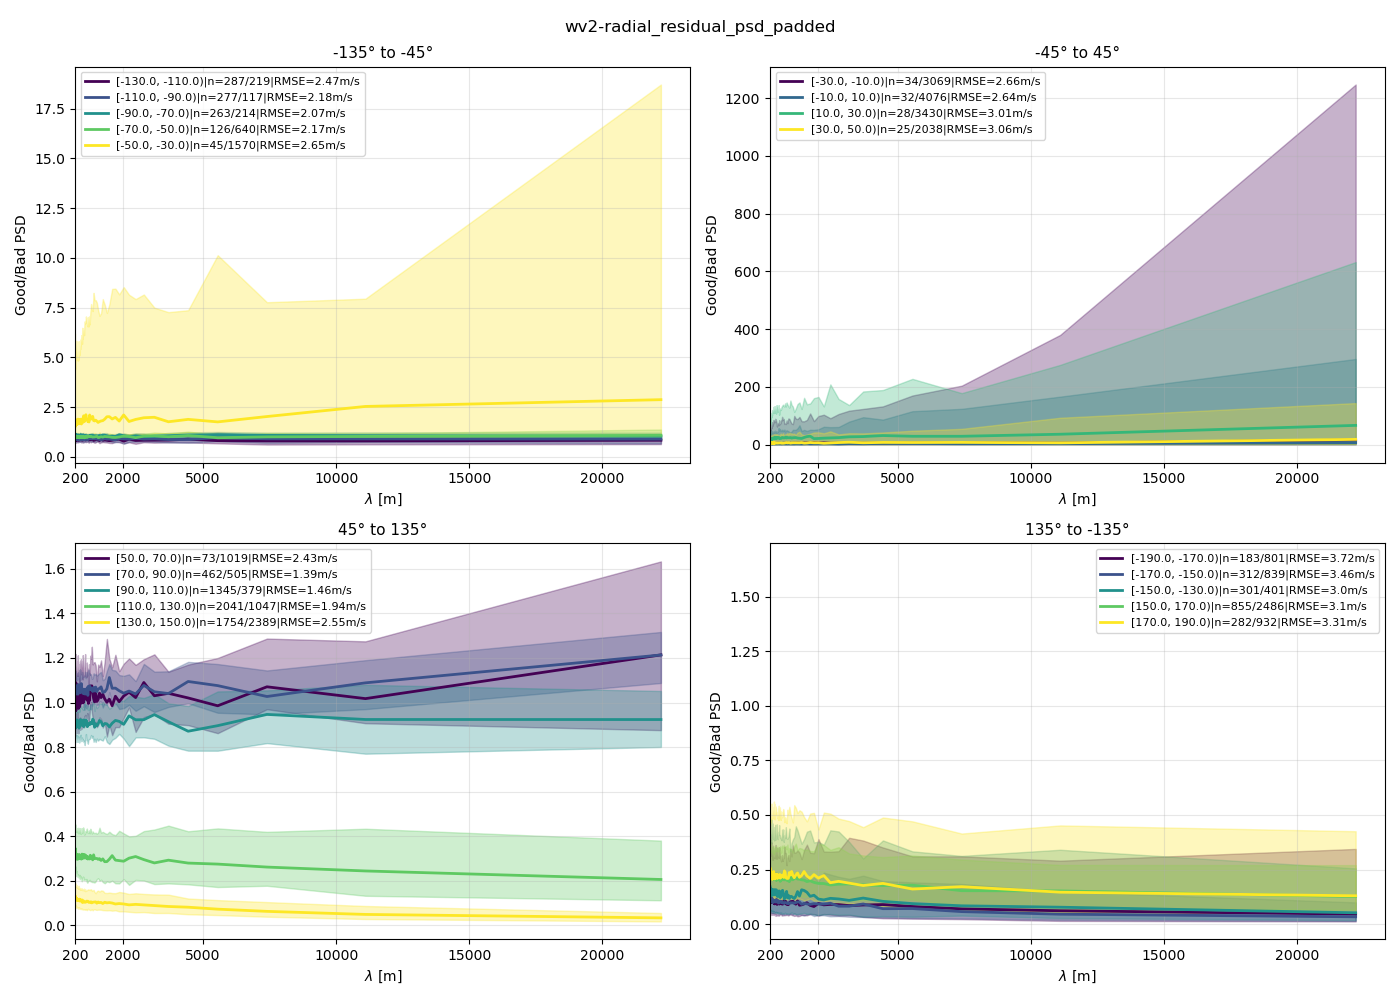 wv2-radial_residual_psd_padded
-135° to -45°
[-130.0, -110.0)|n=287/219|RMSE=2.47m/s
[-110.0, -90.0)|n=277/117|RMSE=2.18m/s
[-90.0, -70.0)|n=263/214|RMSE=2.07m/s
[-70.0, -50.0)|n=126/640|RMSE=2.17m/s
[-50.0, -30.0)|n=45/1570|RMSE=2.65m/s
17.5
15.0
12.5
10.0
7.5
5.0
2.5
0.0
Good/Bad PSD
200 2000 5000 10000 15000 20000
λ [m]
-45° to 45°
[-30.0, -10.0)|n=34/3069|RMSE=2.66m/s
[-10.0, 10.0)|n=32/4076|RMSE=2.64m/s
[10.0, 30.0)|n=28/3430|RMSE=3.01m/s
[30.0, 50.0)|n=25/2038|RMSE=3.06m/s
1200
1000
800
600
400
200
0
Good/Bad PSD
200 2000 5000 10000 15000 20000
λ [m]
45° to 135°
[50.0, 70.0)|n=73/1019|RMSE=2.43m/s
[70.0, 90.0)|n=462/505|RMSE=1.39m/s
[90.0, 110.0)|n=1345/379|RMSE=1.46m/s
[110.0, 130.0)|n=2041/1047|RMSE=1.94m/s
[130.0, 150.0)|n=1754/2389|RMSE=2.55m/s
1.6
1.4
1.2
1.0
0.8
0.6
0.4
0.2
0.0
Good/Bad PSD
200 2000 5000 10000 15000 20000
λ [m]
135° to -135°
[-190.0, -170.0)|n=183/801|RMSE=3.72m/s
[-170.0, -150.0)|n=312/839|RMSE=3.46m/s
[-150.0, -130.0)|n=301/401|RMSE=3.0m/s
[150.0, 170.0)|n=855/2486|RMSE=3.1m/s
[170.0, 190.0)|n=282/932|RMSE=3.31m/s
1.50
1.25
1.00
0.75
0.50
0.25
0.00
Good/Bad PSD
200 2000 5000 10000 15000 20000
λ [m]